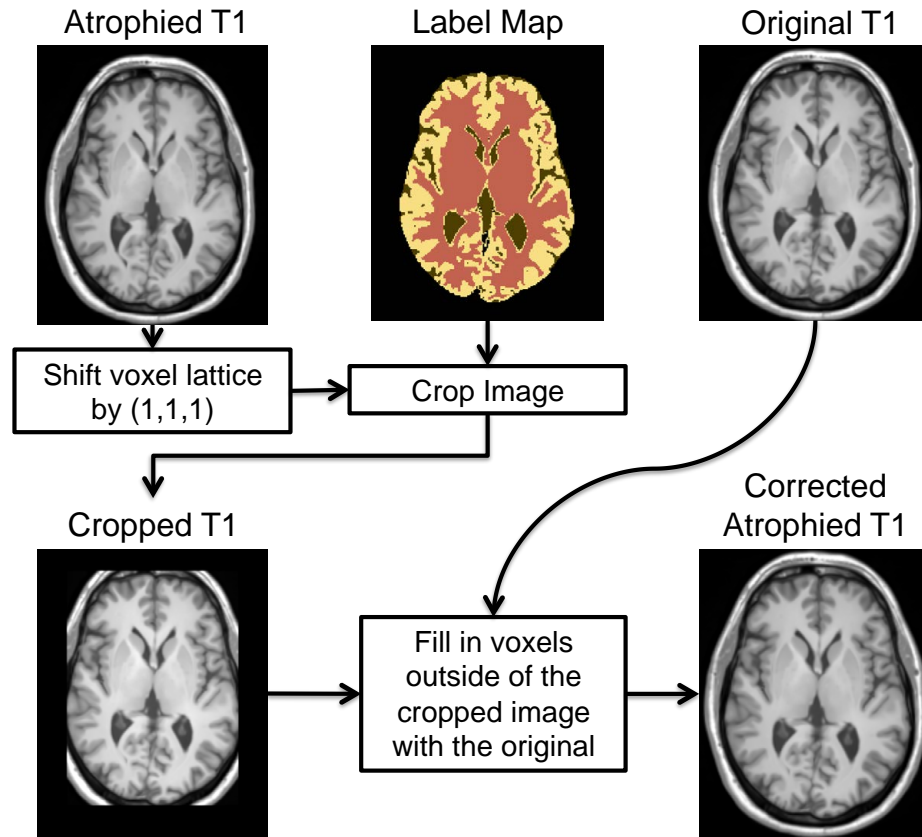 Atrophied T1
Label Map
Original T1
Shift voxel lattice
by (1,1,1)
Crop Image
Cropped T1
Corrected
Atrophied T1
Fill in voxels
outside of the
cropped image
with the original